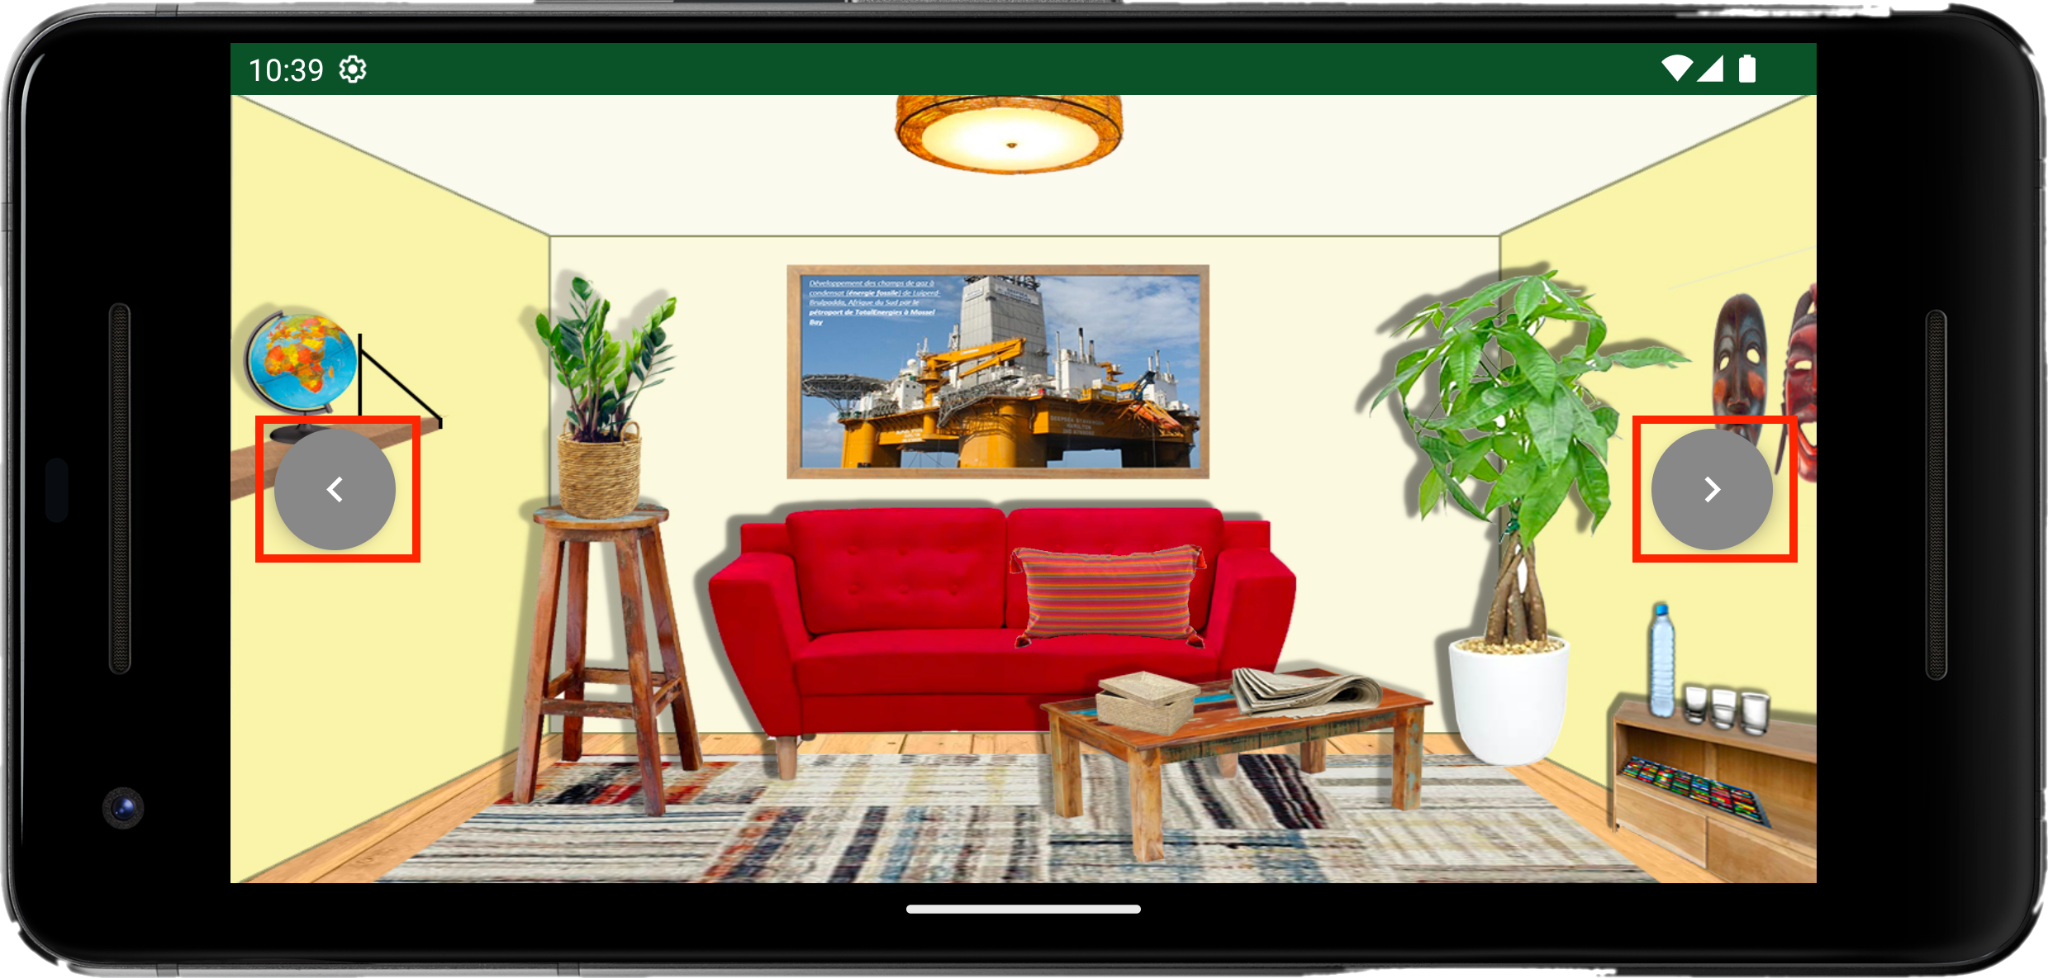 10:39
Développement des champs de gaz à
condensat (énergie fossile) de Luiperd-
Brulpadda, Afrique du Sud par le
pétroport de TotalEnergies à Mossel
Bay